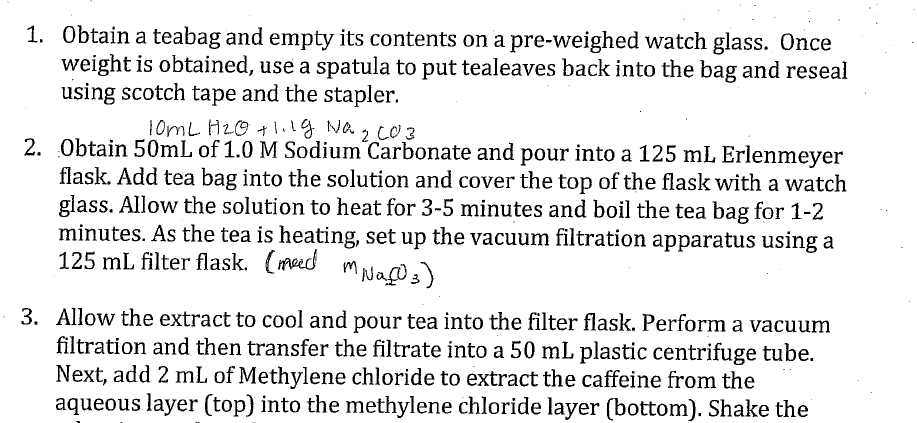 1. Obtain a teabag and empty its contents on a pre-weighed watch glass. Once
weight is obtained, use a spatula to put tealeaves back into the bag and reseal
using scotch tape and the stapler.
10mL H2O +1.1g Na2CO3
2. Obtain 50mL of 1.0 M Sodium Carbonate and pour into a 125 mL Erlenmeyer
flask. Add tea bag into the solution and cover the top of the flask with a watch
glass. Allow the solution to heat for 3-5 minutes and boil the tea bag for 1-2
minutes. As the tea is heating, set up the vacuum filtration apparatus using a
125 mL filter flask. (need m
3. Allow the extract to cool and pour tea into the filter flask. Perform a vacuum
filtration and then transfer the filtrate into a 50 mL plastic centrifuge tube.
Next, add 2 mL of Methylene chloride to extract the caffeine from the
aqueous layer (top) into the methylene chloride layer (bottom). Shake the